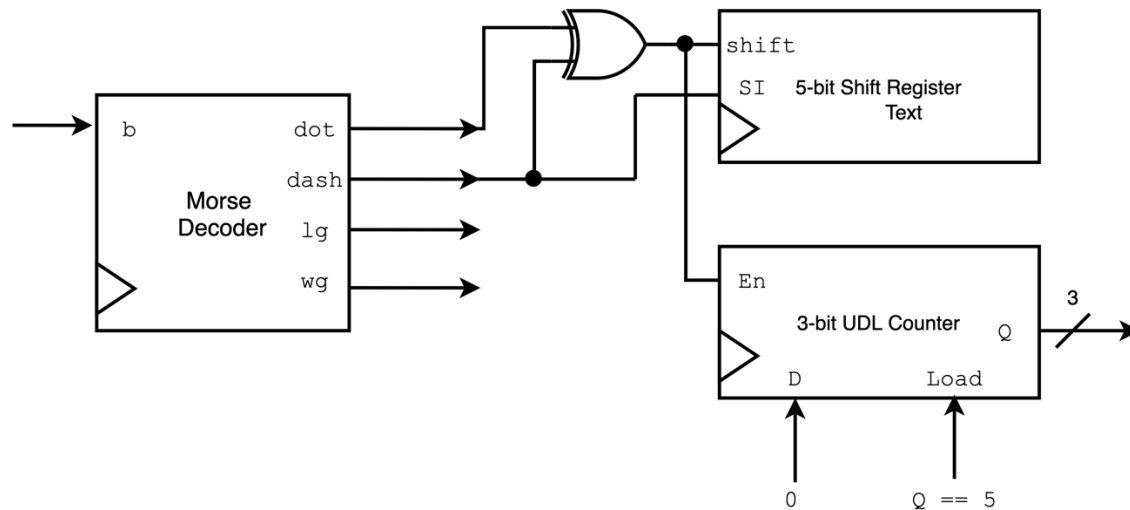 b
dot
dash
lg
wg
Morse
Decoder
shift
SI
5-bit Shift Register
Text
En
3-bit UDL Counter
Q
3
D
Load
0
Q == 5